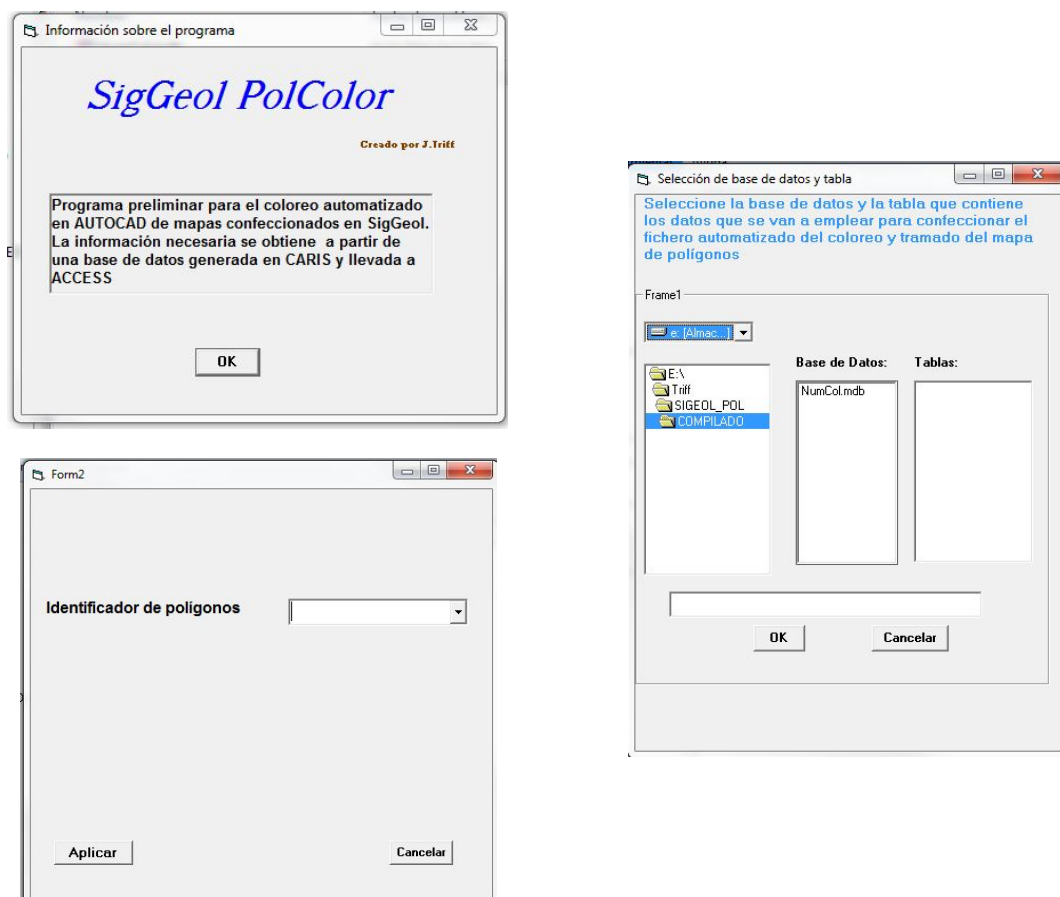 Información sobre el programa
SigGeol PolColor
Creado por J.Triff
Programa preliminar para el coloreo automatizado
en AUTOCAD de mapas confeccionados en SigGeol.
La información necesaria se obtiene a partir de
una base de datos generada en CARIS y llevada a
ACCESS
OK
Selección de base de datos y tabla
Seleccione la base de datos y la tabla que contiene
los datos que se van a emplear para confeccionar el
fichero automatizado del coloreo y tramado del mapa
de polígonos
Frame1
e: [Almac...]
Base de Datos: Tablas:
E:\
Triff
SIGEOL_POL
COMPILADO
NumCol.mdb
OK Cancelar
Form2
Identificador de polígonos
Aplicar Cancelar